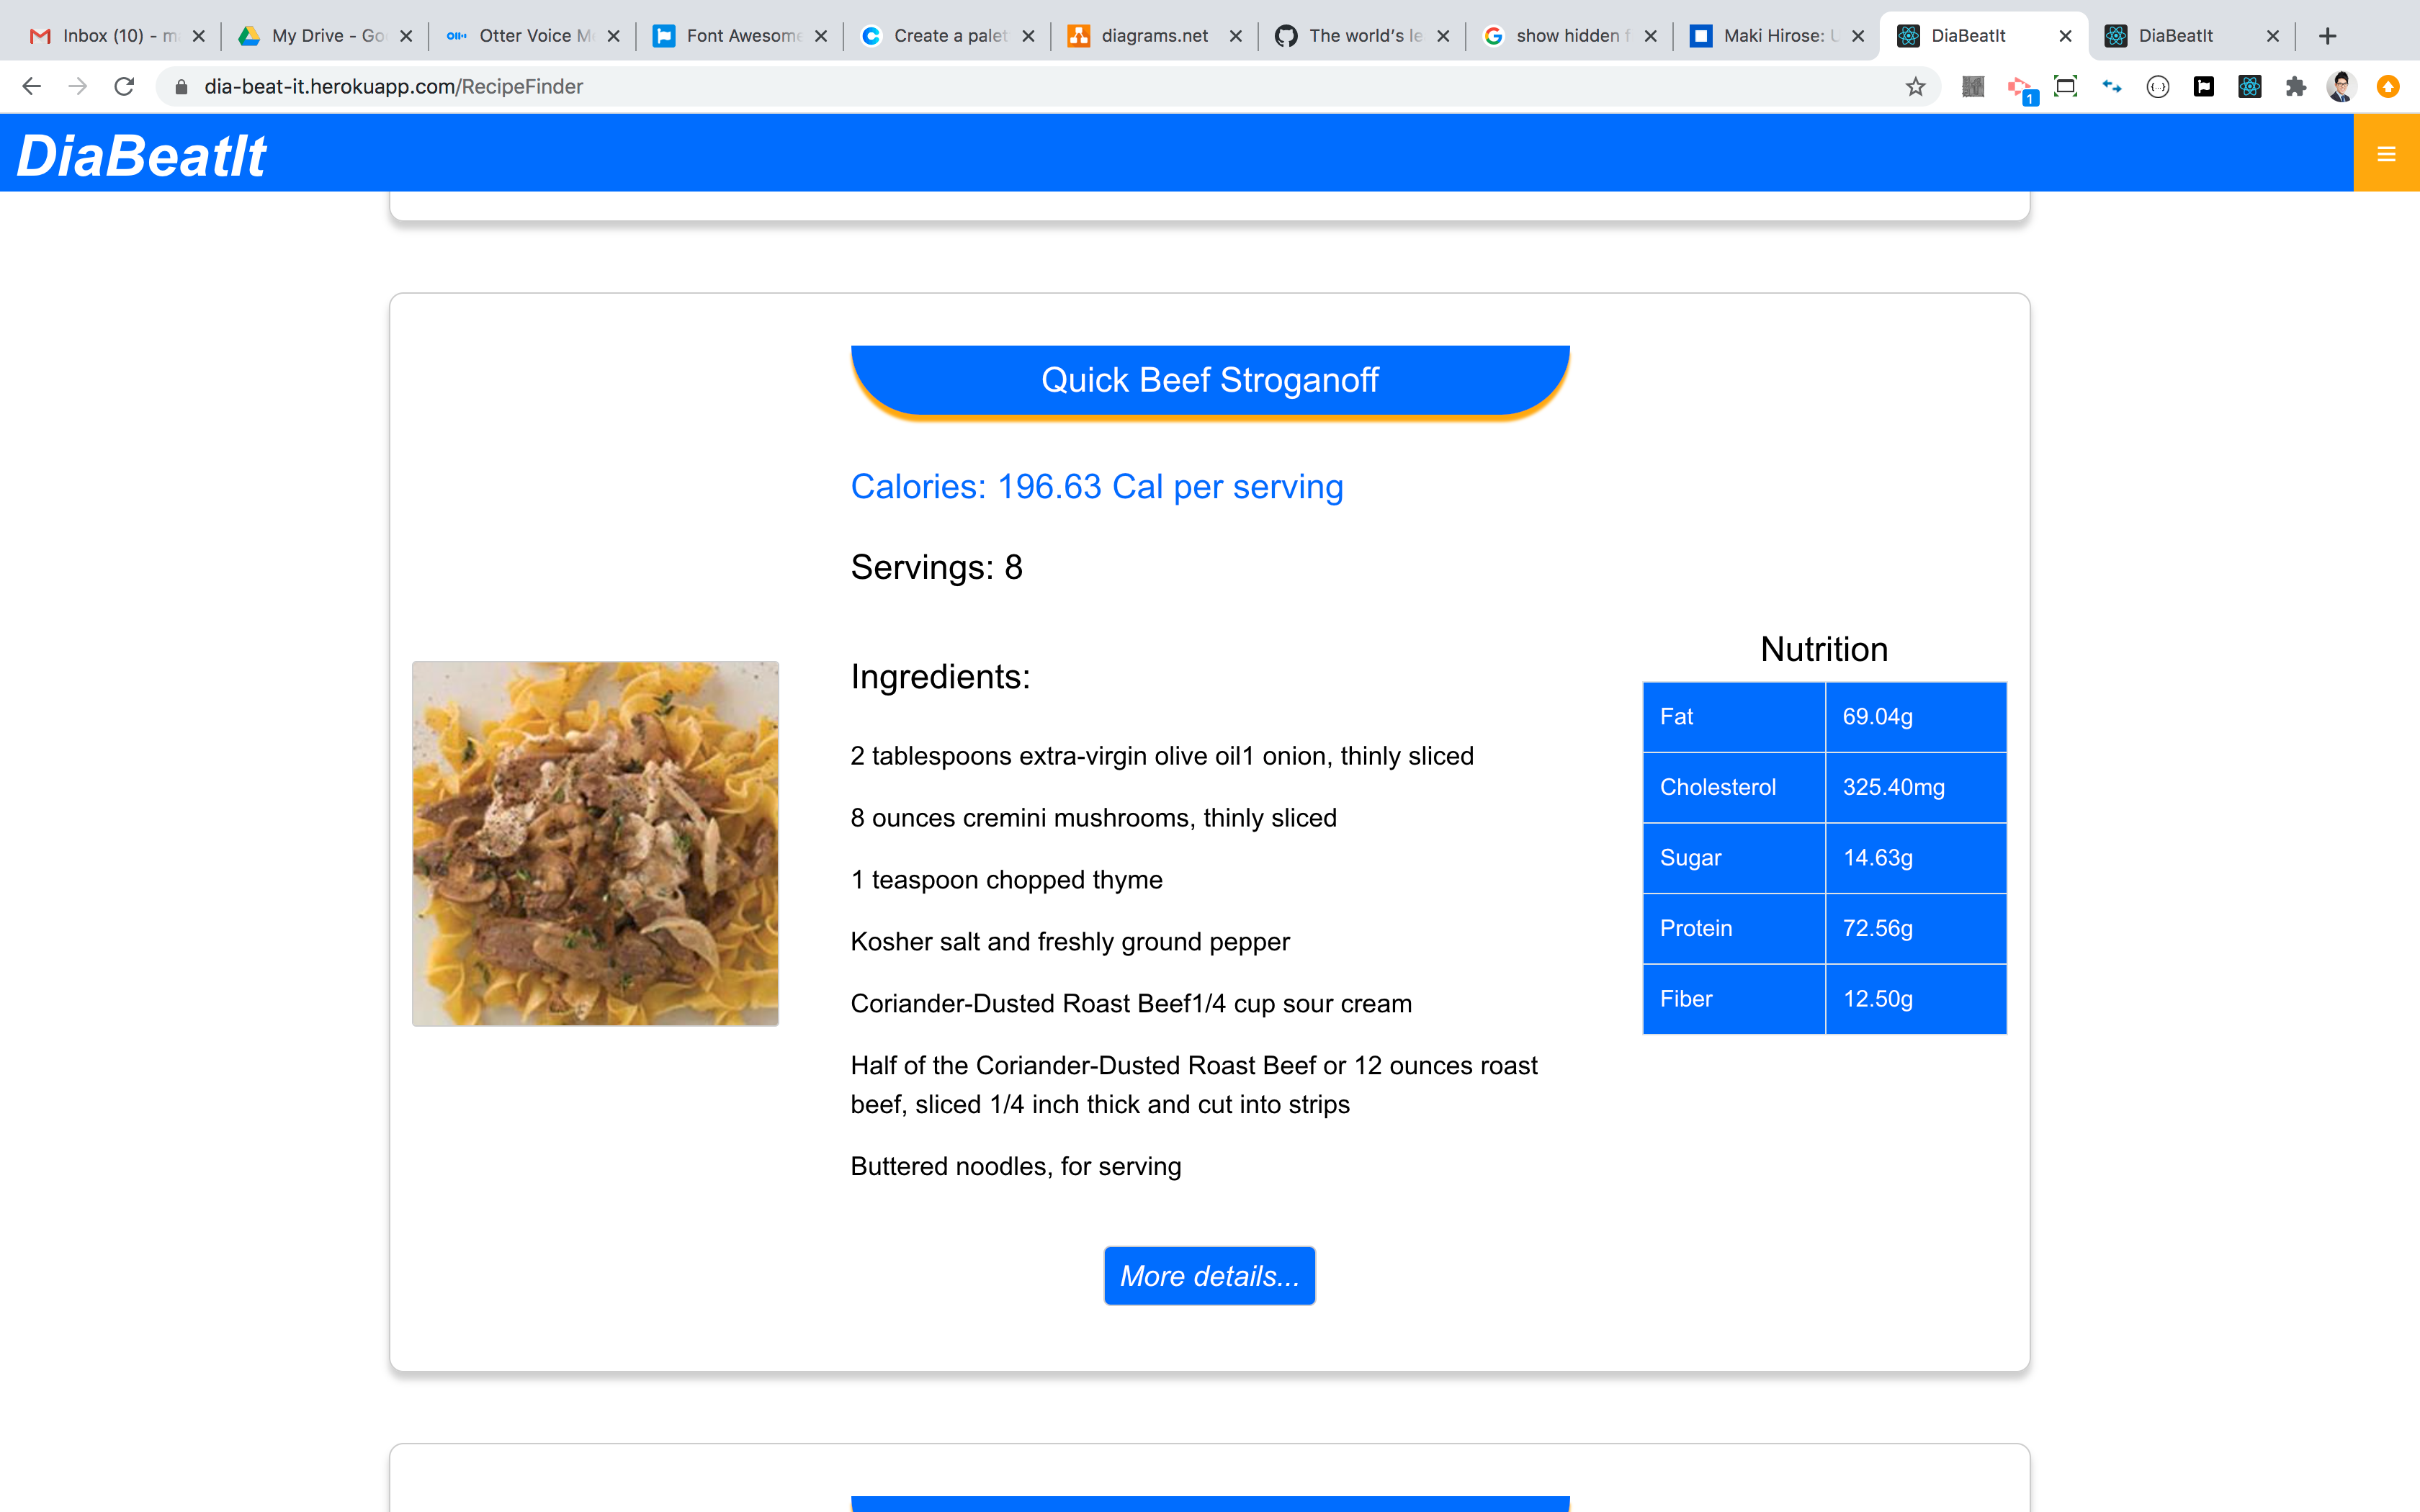 Inbox (10) - m
My Drive - Go
Otter Voice M
Font Awesome
Create a palet
diagrams.net
The world's le
show hidden f
Maki Hirose: U
DiaBeatIt
DiaBeatIt
dia-beat-it.herokuapp.com/RecipeFinder
1
DiaBeatIt
Quick Beef Stroganoff
Calories: 196.63 Cal per serving
Servings: 8
Ingredients:
2 tablespoons extra-virgin olive oil1 onion, thinly sliced
8 ounces cremini mushrooms, thinly sliced
1 teaspoon chopped thyme
Kosher salt and freshly ground pepper
Coriander-Dusted Roast Beef1/4 cup sour cream
Half of the Coriander-Dusted Roast Beef or 12 ounces roast
beef, sliced 1/4 inch thick and cut into strips
Buttered noodles, for serving
More details...
Nutrition
Fat 69.04g
Cholesterol 325.40mg
Sugar 14.63g
Protein 72.56g
Fiber 12.50g